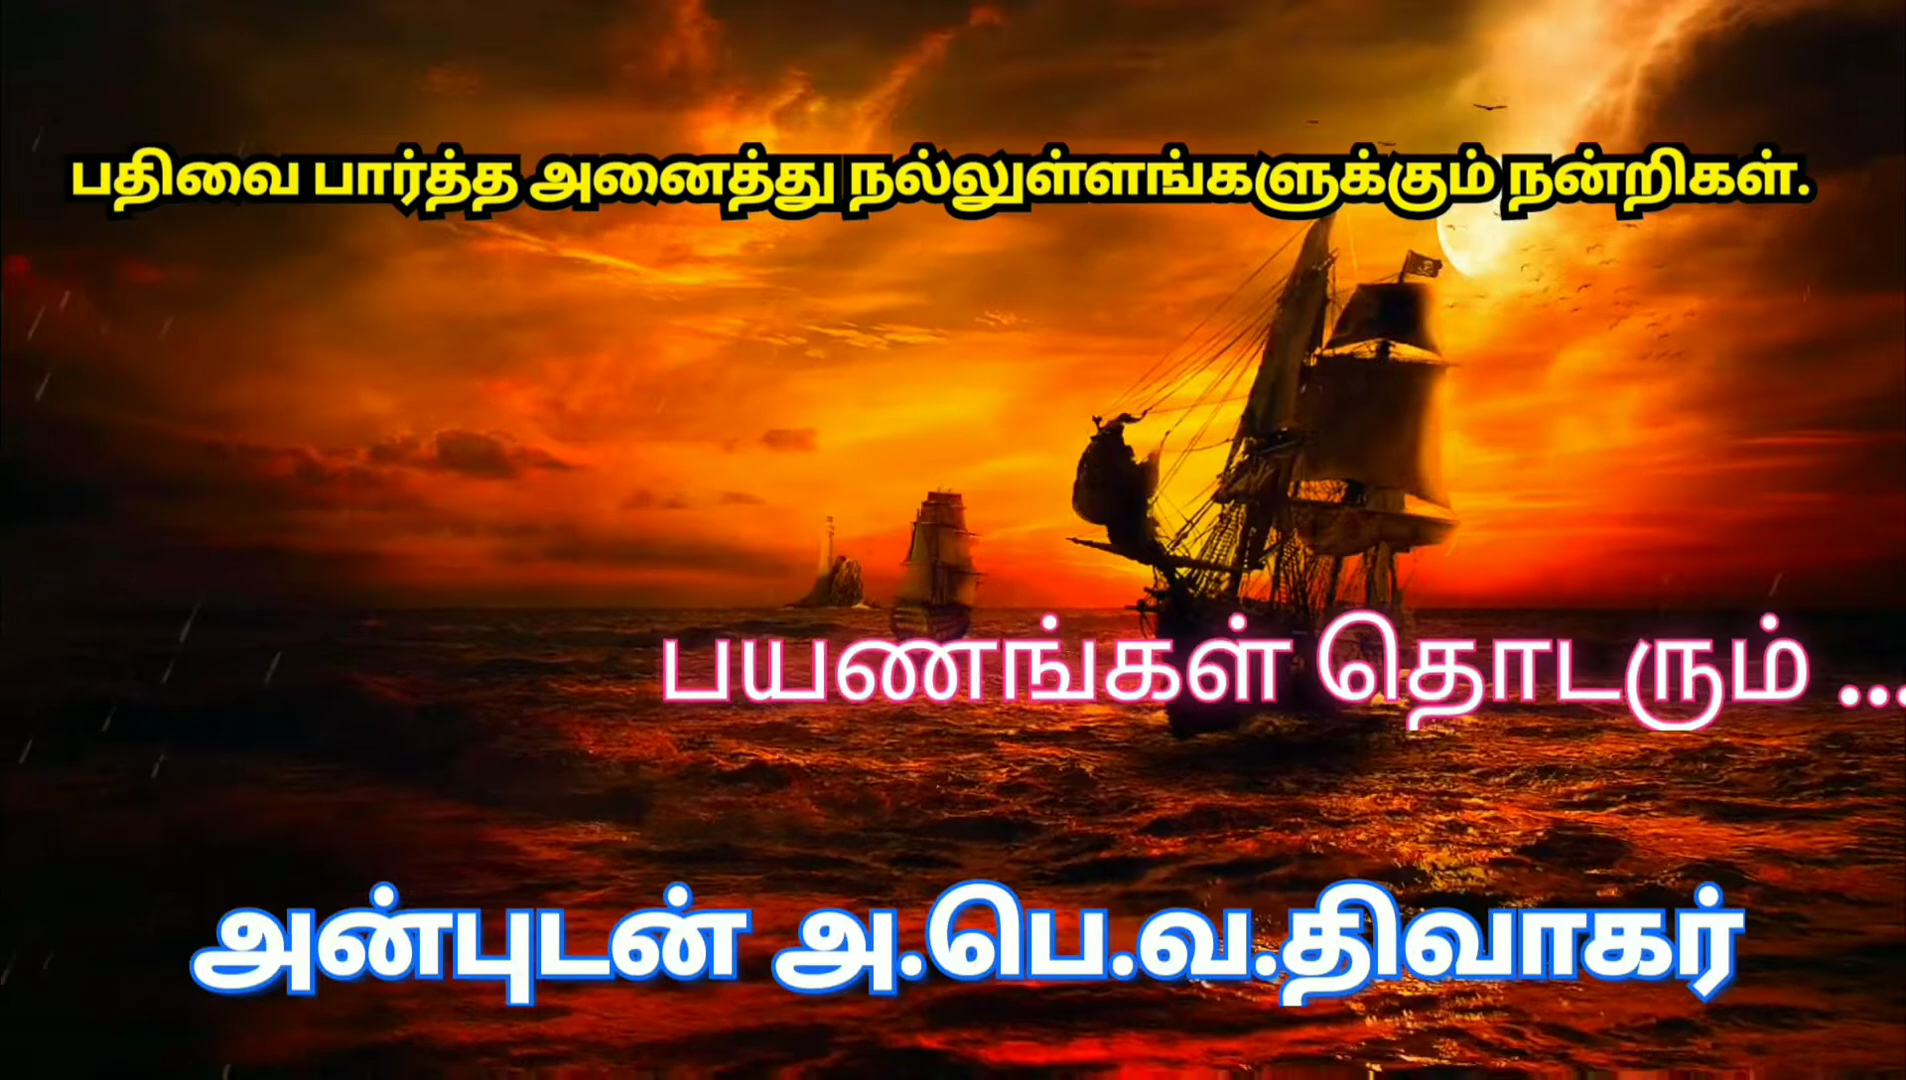 பதிவை பார்த்த அனைத்து நல்லுள்ளங்களுக்கும் நன்றிகள்.
பயணங்கள் தொடரும் ...
அன்புடன் அ.பெ.வ.திவாகர்